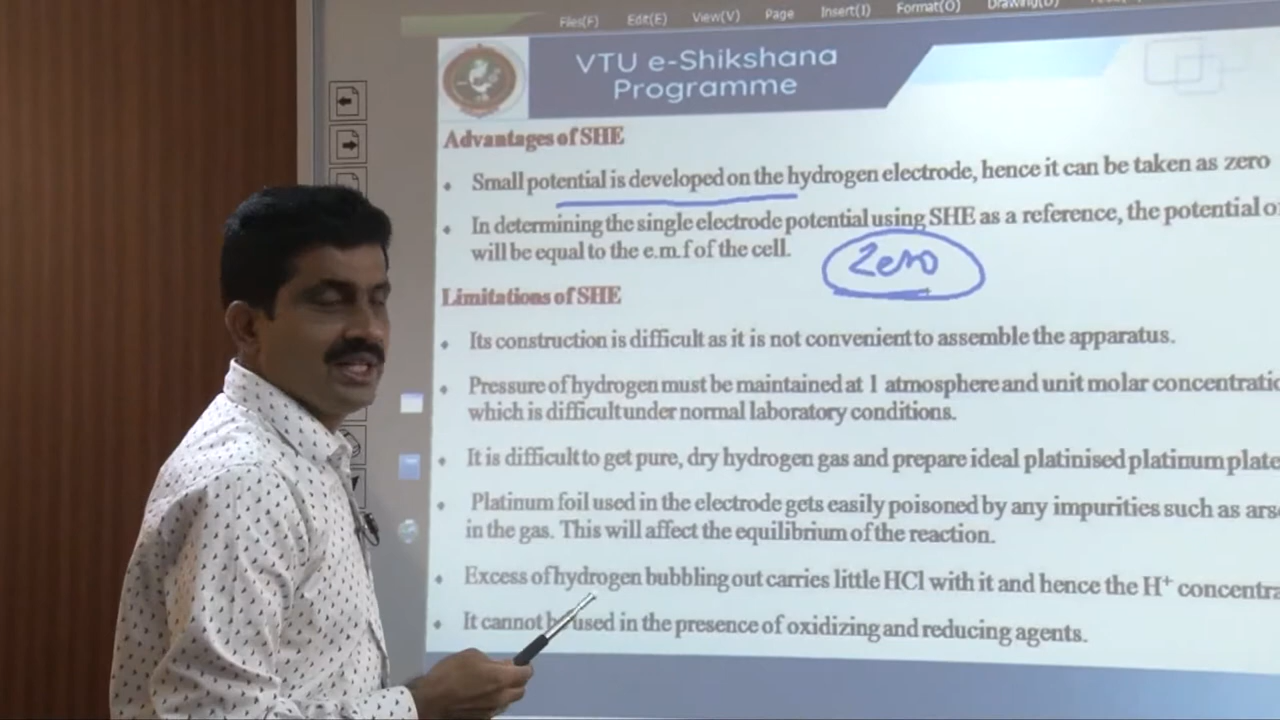 Files(F) Edit(E) View(V) Page Insert(I) Format(O) Drawing(D)
VTU e-Shikshana
Programme
Advantages of SHE
• Small potential is developed on the hydrogen electrode, hence it can be taken as zero
• In determining the single electrode potential using SHE as a reference, the potential
will be equal to the e.m.f of the cell.
Zero
Limitations of SHE
• Its construction is difficult as it is not convenient to assemble the apparatus.
• Pressure of hydrogen must be maintained at 1 atmosphere and unit molar
which is difficult under normal laboratory conditions.
• It is difficult to get pure, dry hydrogen gas and prepare ideal platinised platinum plate
• Platinum foil used in the electrode gets easily poisoned by any impurities such as
in the gas. This will affect the equilibrium of the reaction.
• Excess of hydrogen bubbling out carries little HCl with it and hence the H⁺
• It cannot be used in the presence of oxidizing and reducing agents.